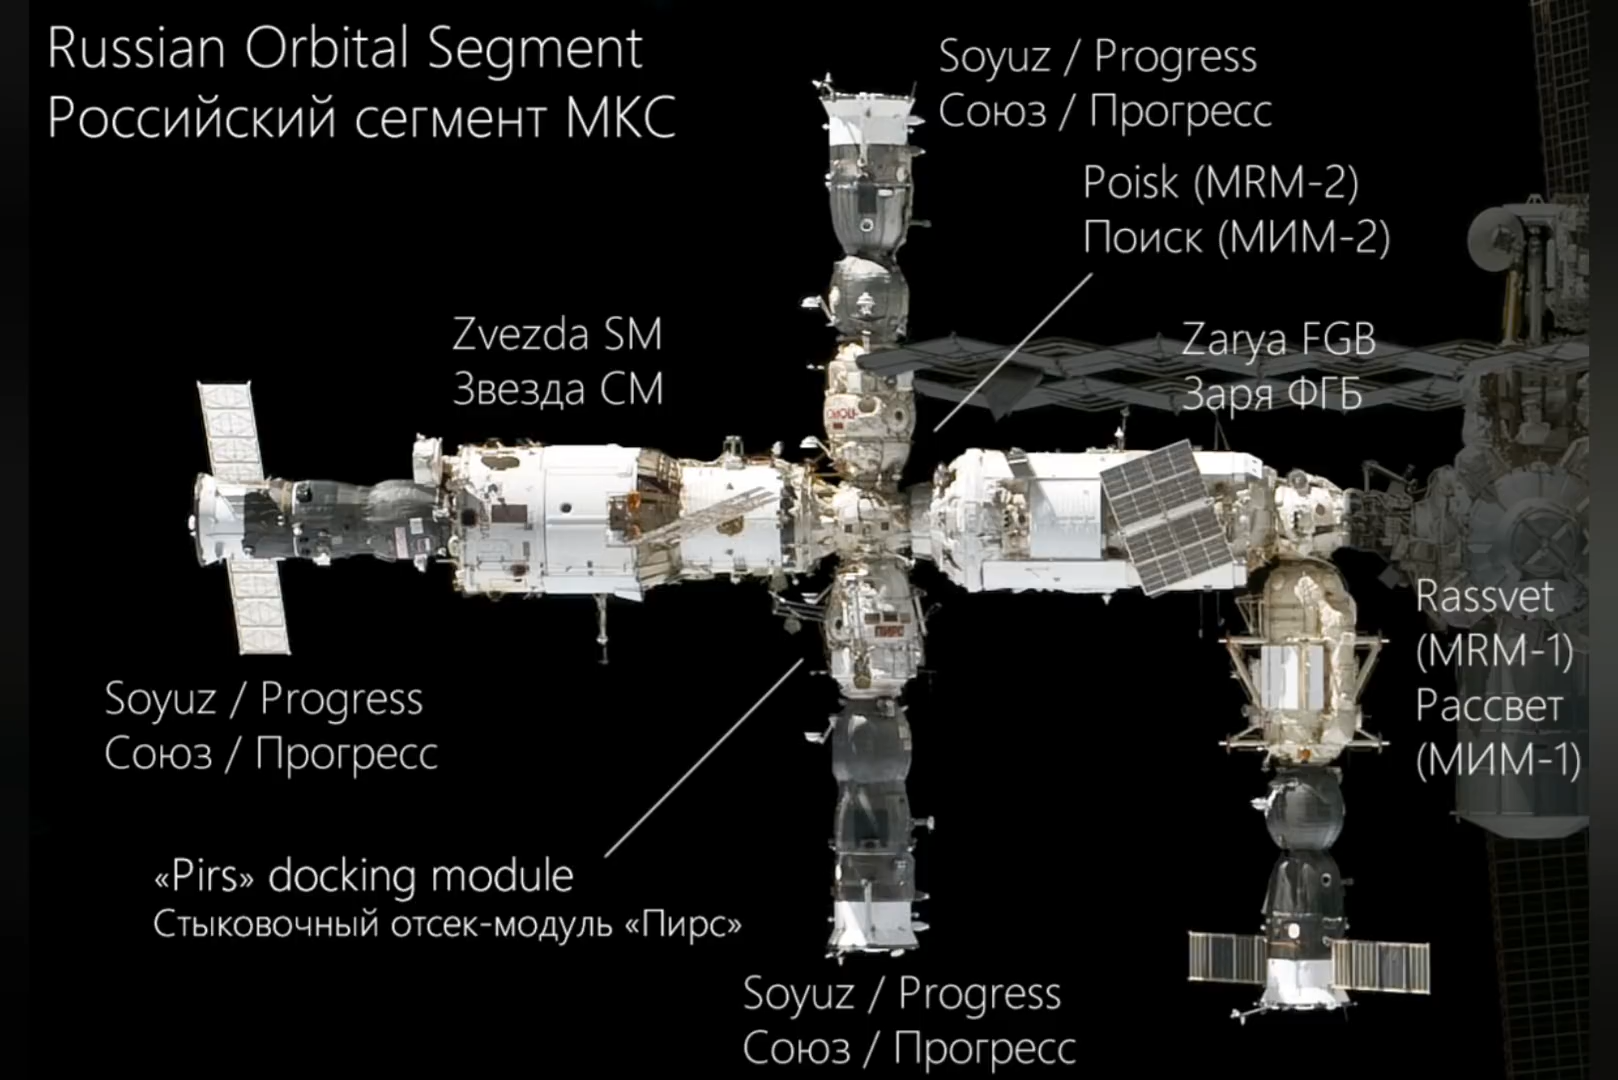 Russian Orbital Segment
Российский сегмент МКС
Soyuz / Progress
Союз / Прогресс
Poisk (MRM-2)
Поиск (МИМ-2)
Zvezda SM
Звезда СМ
Zarya FGB
Заря ФГБ
ПИРС
Rassvet
(MRM-1)
Рассвет
(МИМ-1)
Soyuz / Progress
Союз / Прогресс
«Pirs» docking module
Стыковочный отсек-модуль «Пирс»
Soyuz / Progress
Союз / Прогресс